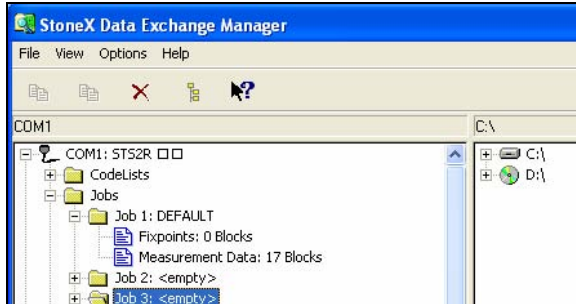 StoneX Data Exchange Manager
File View Options Help
COM1
C:\
COM1: STS2R □□
C:\
CodeLists
D:\
Jobs
Job 1: DEFAULT
Fixpoints: 0 Blocks
Measurement Data: 17 Blocks
Job 2: <empty>
Job 3: <empty>